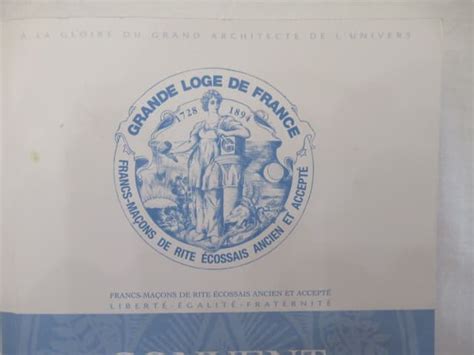 À LA GLOIRE DU GRAND ARCHITECTE DE L'UNIVERS
GRANDE LOGE DE FRANCE
1728 1894
FRANCS-MAÇONS DE RITE ÉCOSSAIS ANCIEN ET ACCEPTÉ
FRANCS-MAÇONS DE RITE ÉCOSSAIS ANCIEN ET ACCEPTÉ
LIBERTÉ-ÉGALITÉ-FRATERNITÉ
CONVENT